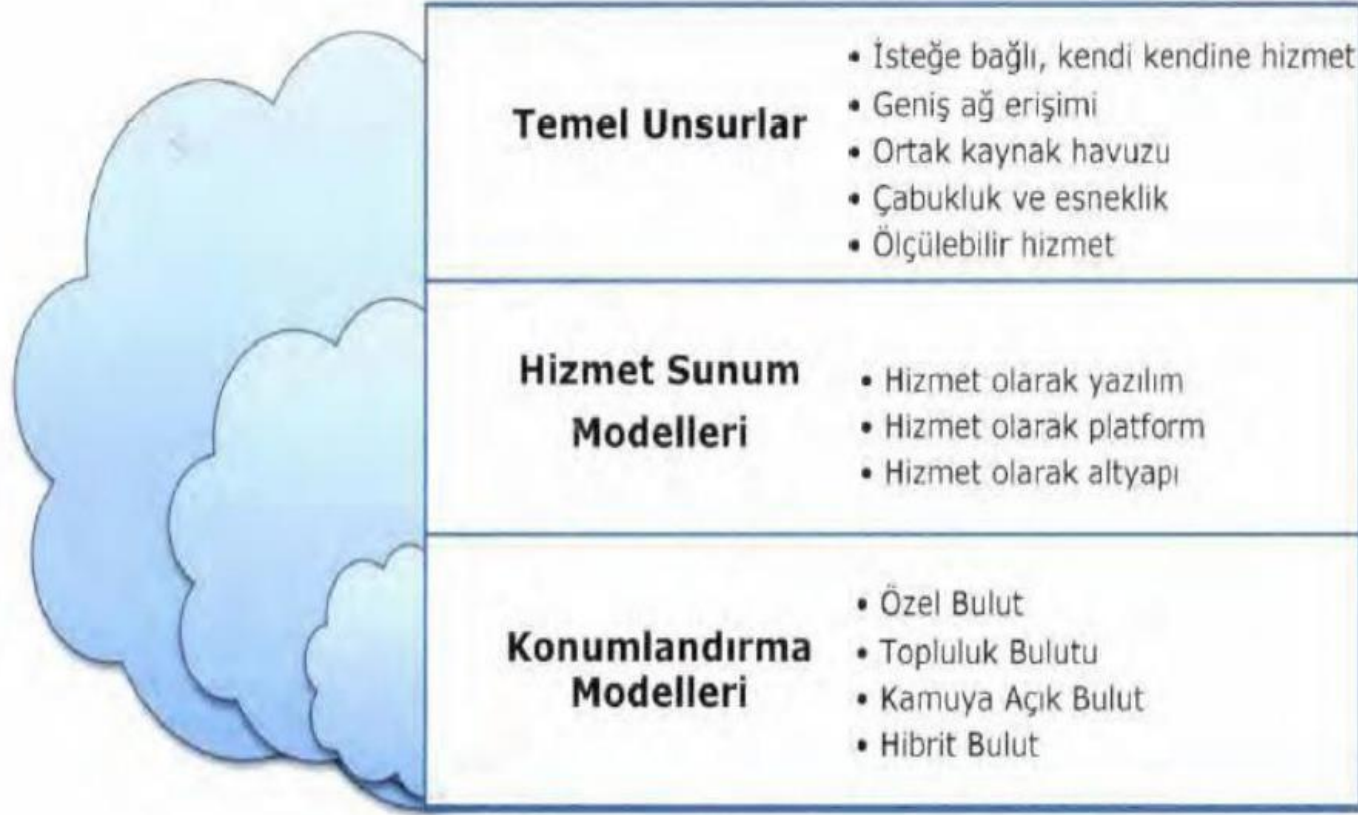 Temel Unsurlar
• İsteğe bağlı, kendi kendine hizmet
• Geniş ağ erişimi
• Ortak kaynak havuzu
• Çabukluk ve esneklik
• Ölçülebilir hizmet
Hizmet Sunum
Modelleri
• Hizmet olarak yazılım
• Hizmet olarak platform
• Hizmet olarak altyapı
Konumlandırma
Modelleri
• Özel Bulut
• Topluluk Bulutu
• Kamuya Açık Bulut
• Hibrit Bulut